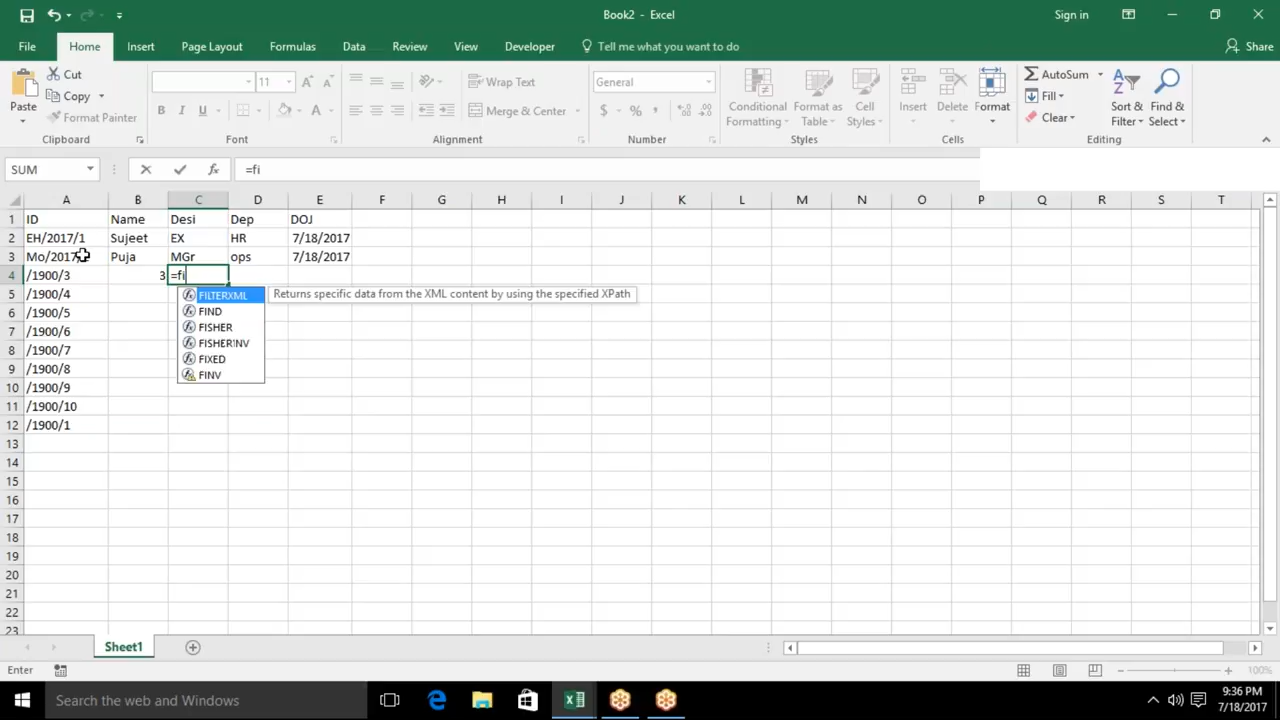 Book2 - Excel
Sign in
File Home Insert Page Layout Formulas Data Review View Developer Tell me what you want to do Share
Paste
Cut
Copy
Format Painter
Clipboard
11
Font
Wrap Text
Merge & Center
Alignment
General
Number
Conditional Formatting
Format as Table
Cell Styles
Styles
Insert
Delete
Format
Cells
AutoSum
Fill
Clear
Sort & Filter
Find & Select
Editing
SUM
=fi
A B C D E F G H I J K L M N O P Q R S T
1 ID Name Desi Dep DOJ
2 EH/2017/1 Sujeet EX HR 7/18/2017
3 Mo/2017/ Puja MGr ops 7/18/2017
4 /1900/3 3 =fi
5 /1900/4
6 /1900/5
7 /1900/6
8 /1900/7
9 /1900/8
10 /1900/9
11 /1900/10
12 /1900/1
13
14
15
16
17
18
19
20
21
22
23
FILTERXML
Returns specific data from the XML content by using the specified XPath
FIND
FISHER
FISHERINV
FIXED
FINV
Sheet1
Enter
100%
Search the web and Windows
9:36 PM
7/18/2017